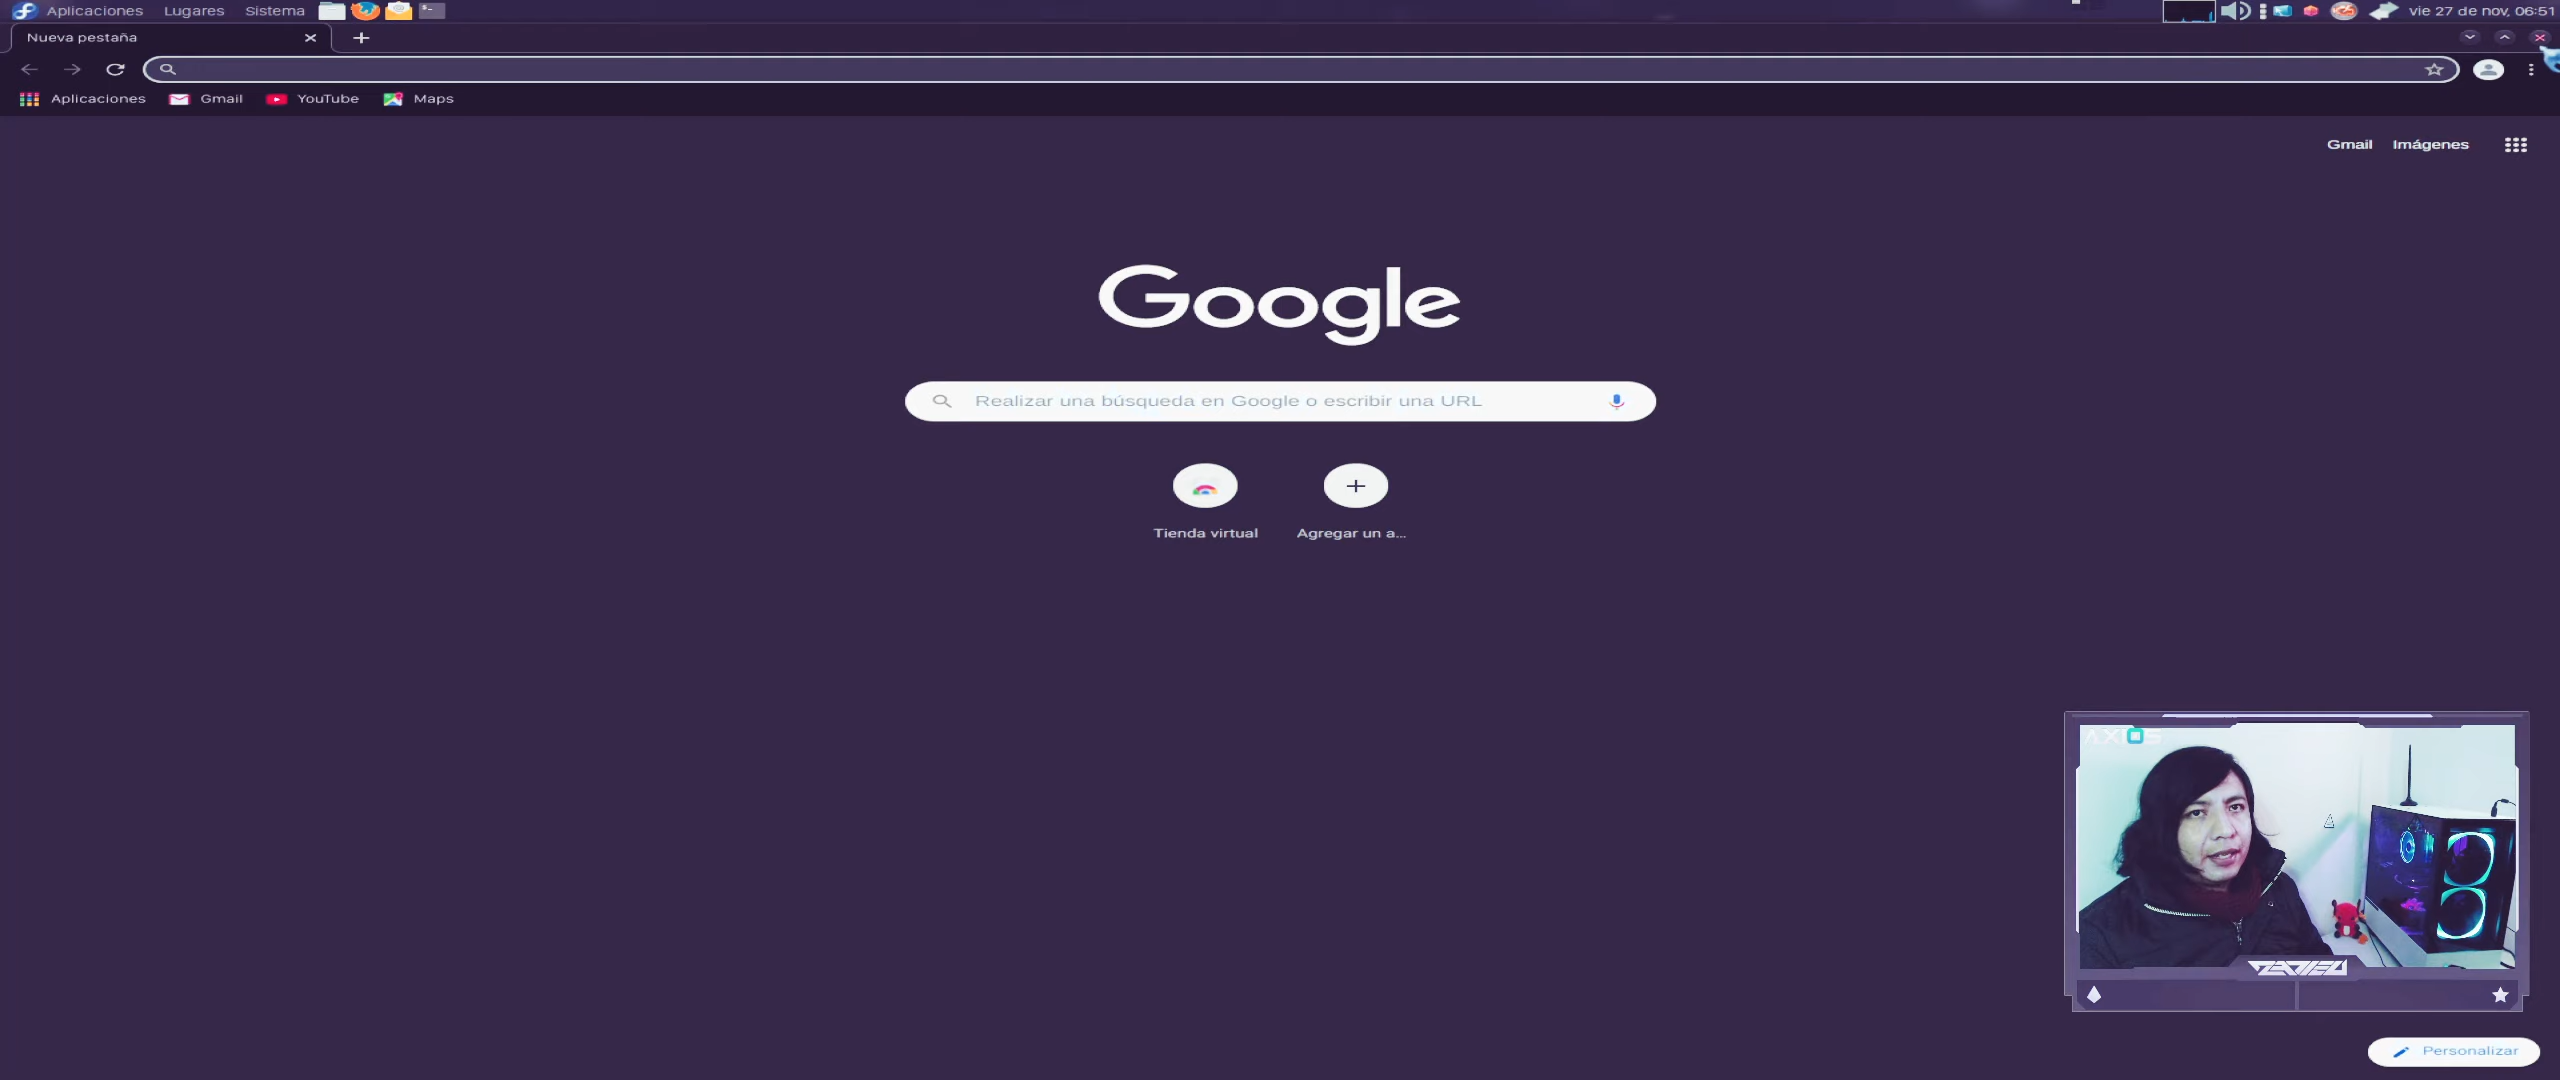 Aplicaciones Lugares Sistema
vie 27 de nov, 06:51
Nueva pestaña
Aplicaciones Gmail YouTube Maps
Gmail Imágenes
Google
Realizar una búsqueda en Google o escribir una URL
Tienda virtual Agregar un a...
AXIOS
Personalizar